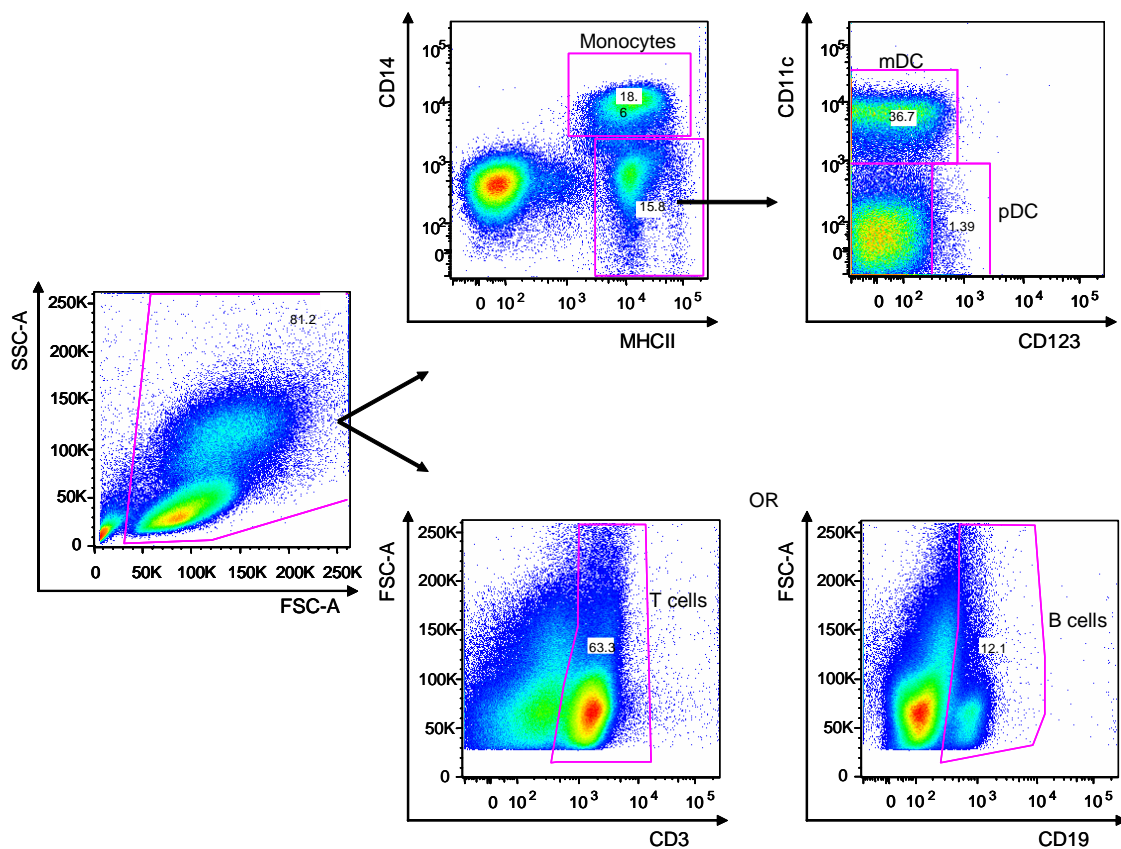 Monocytes
CD14
10^5
10^4
10^3
10^2
0
18.
6
15.8
0 10^2 10^3 10^4 10^5
MHCII
mDC
CD11c
10^5
10^4
10^3
10^2
0
36.7
pDC
1.39
0 10^2 10^3 10^4 10^5
CD123
SSC-A
250K
200K
150K
100K
50K
0
81.2
0 50K 100K 150K 200K 250K
FSC-A
OR
FSC-A
250K
200K
150K
100K
50K
0
T cells
63.3
0 10^2 10^3 10^4 10^5
CD3
FSC-A
250K
200K
150K
100K
50K
0
B cells
12.1
0 10^2 10^3 10^4 10^5
CD19